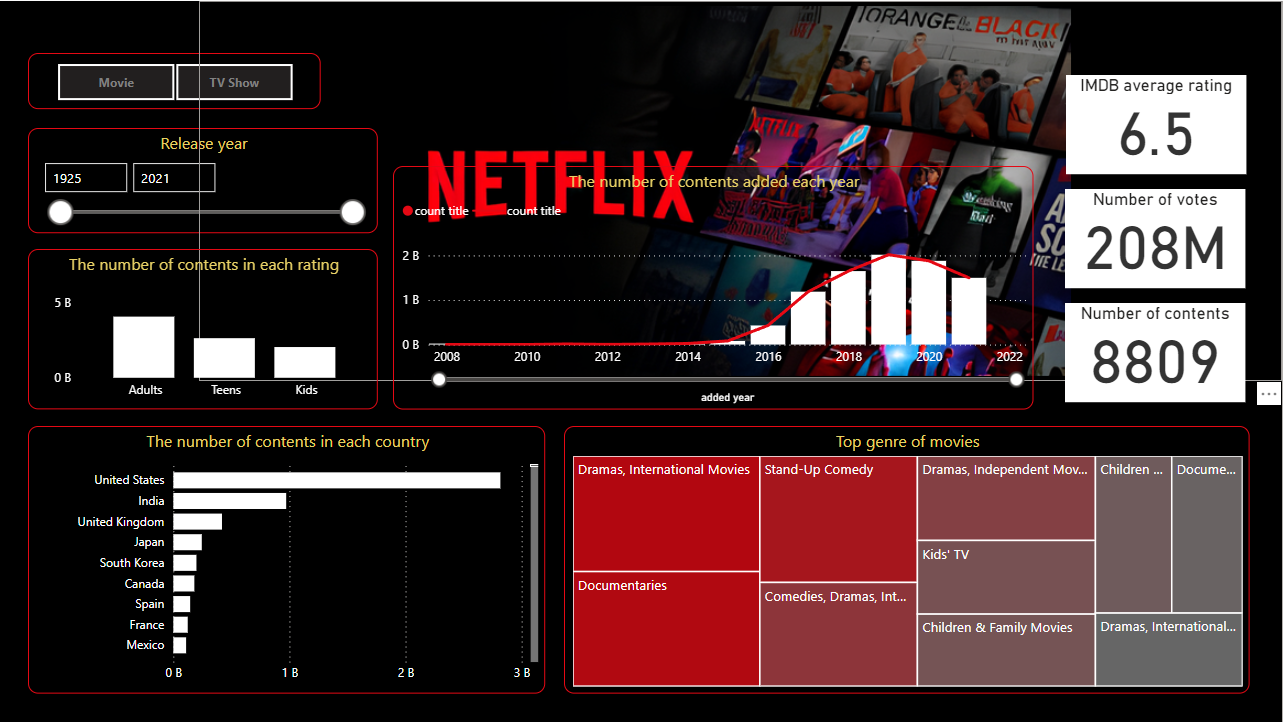 Movie
TV Show
Release year
1925
2021
The number of contents in each rating
5 B
0 B
Adults
Teens
Kids
ORANGE is the BLACK
NETFLIX
NETFLIX
Breaking
Bad
The number of contents added each year
count title
count title
2 B
1 B
0 B
2008
2010
2012
2014
2016
2018
2020
2022
added year
IMDB average rating
6.5
Number of votes
208M
Number of contents
8809
...
The number of contents in each country
United States
India
United Kingdom
Japan
South Korea
Canada
Spain
France
Mexico
0 B
1 B
2 B
3 B
Top genre of movies
Dramas, International Movies
Documentaries
Stand-Up Comedy
Comedies, Dramas, Int...
Dramas, Independent Mov...
Kids' TV
Children & Family Movies
Children ...
Docume...
Dramas, International...